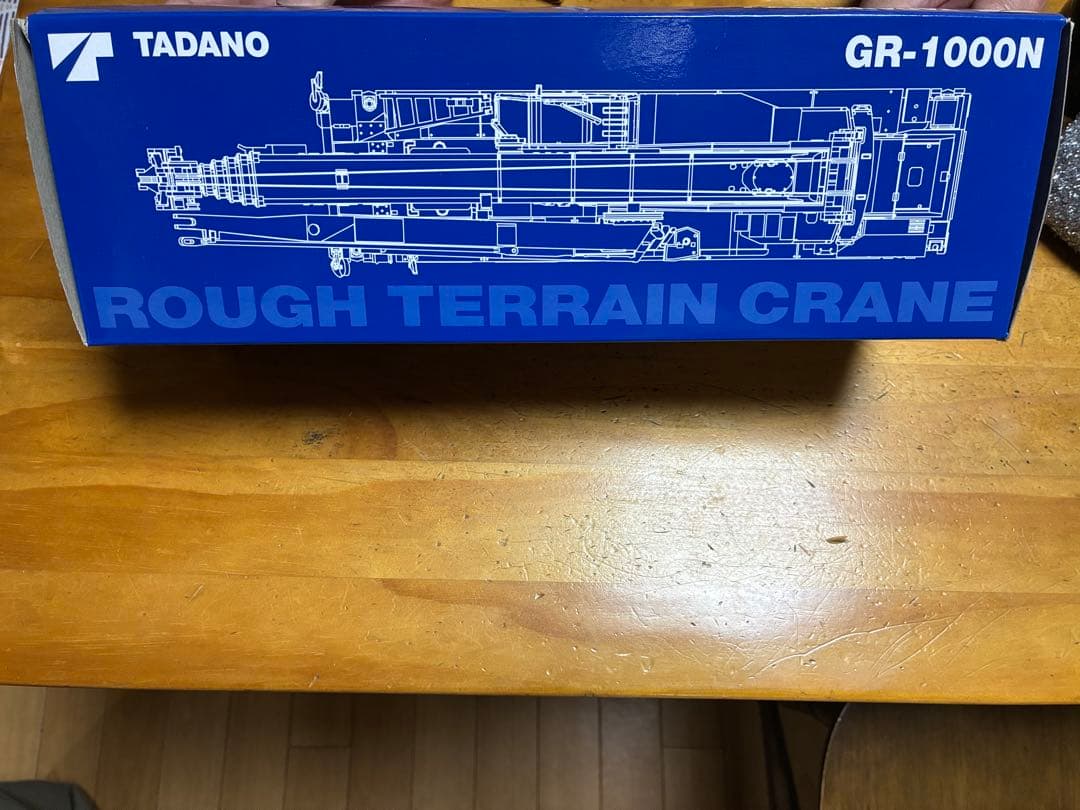 TADANO
GR-1000N
ROUGH TERRAIN CRANE